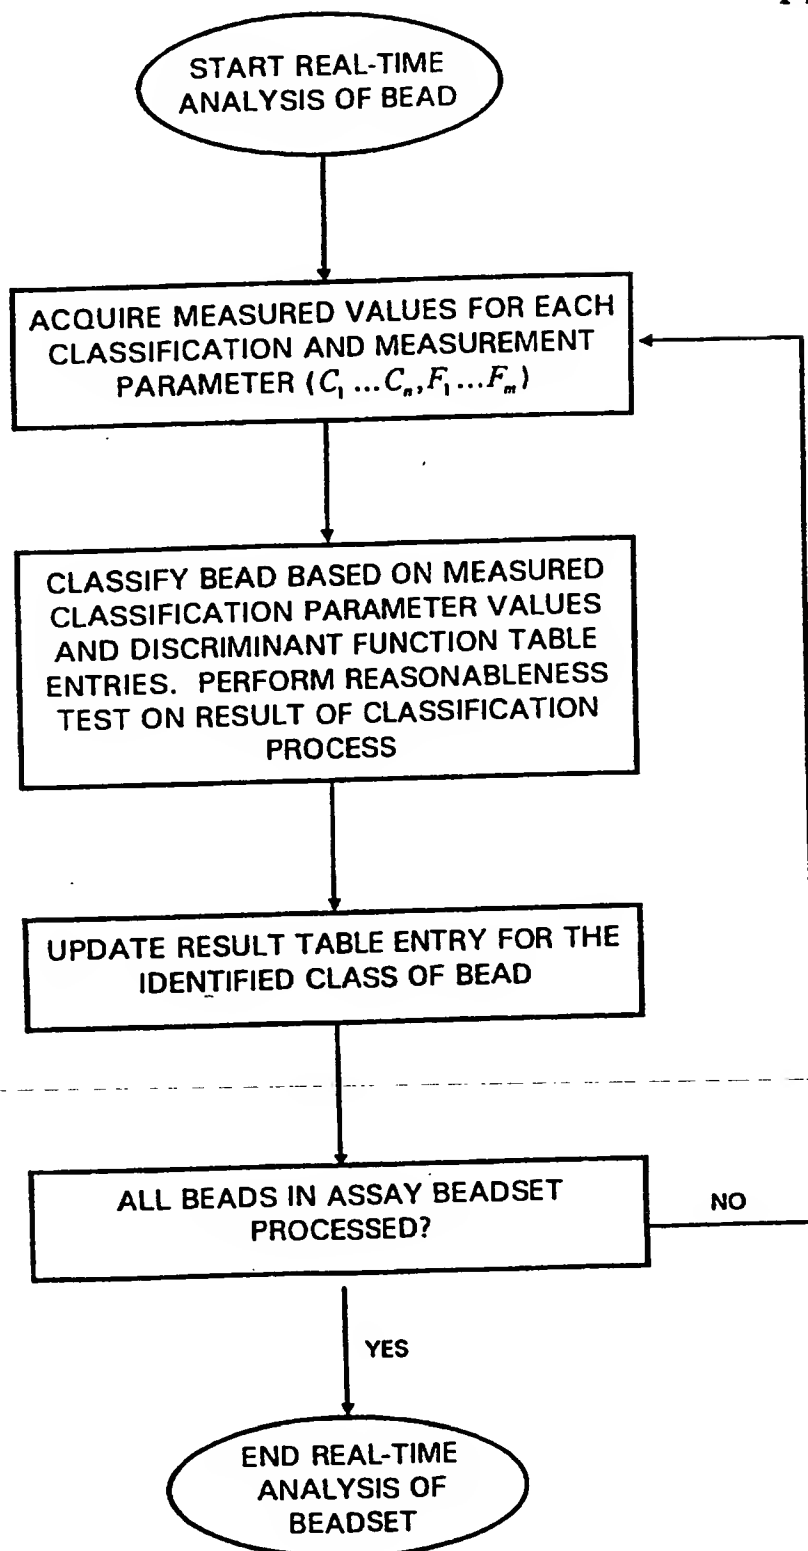 START REAL-TIME
ANALYSIS OF BEAD
ACQUIRE MEASURED VALUES FOR EACH
CLASSIFICATION AND MEASUREMENT
PARAMETER (C₁ ...Cₙ,F₁ ...Fₘ)
CLASSIFY BEAD BASED ON MEASURED
CLASSIFICATION PARAMETER VALUES
AND DISCRIMINANT FUNCTION TABLE
ENTRIES. PERFORM REASONABLENESS
TEST ON RESULT OF CLASSIFICATION
PROCESS
UPDATE RESULT TABLE ENTRY FOR THE
IDENTIFIED CLASS OF BEAD
ALL BEADS IN ASSAY BEADSET
PROCESSED?
NO
YES
END REAL-TIME
ANALYSIS OF
BEADSET